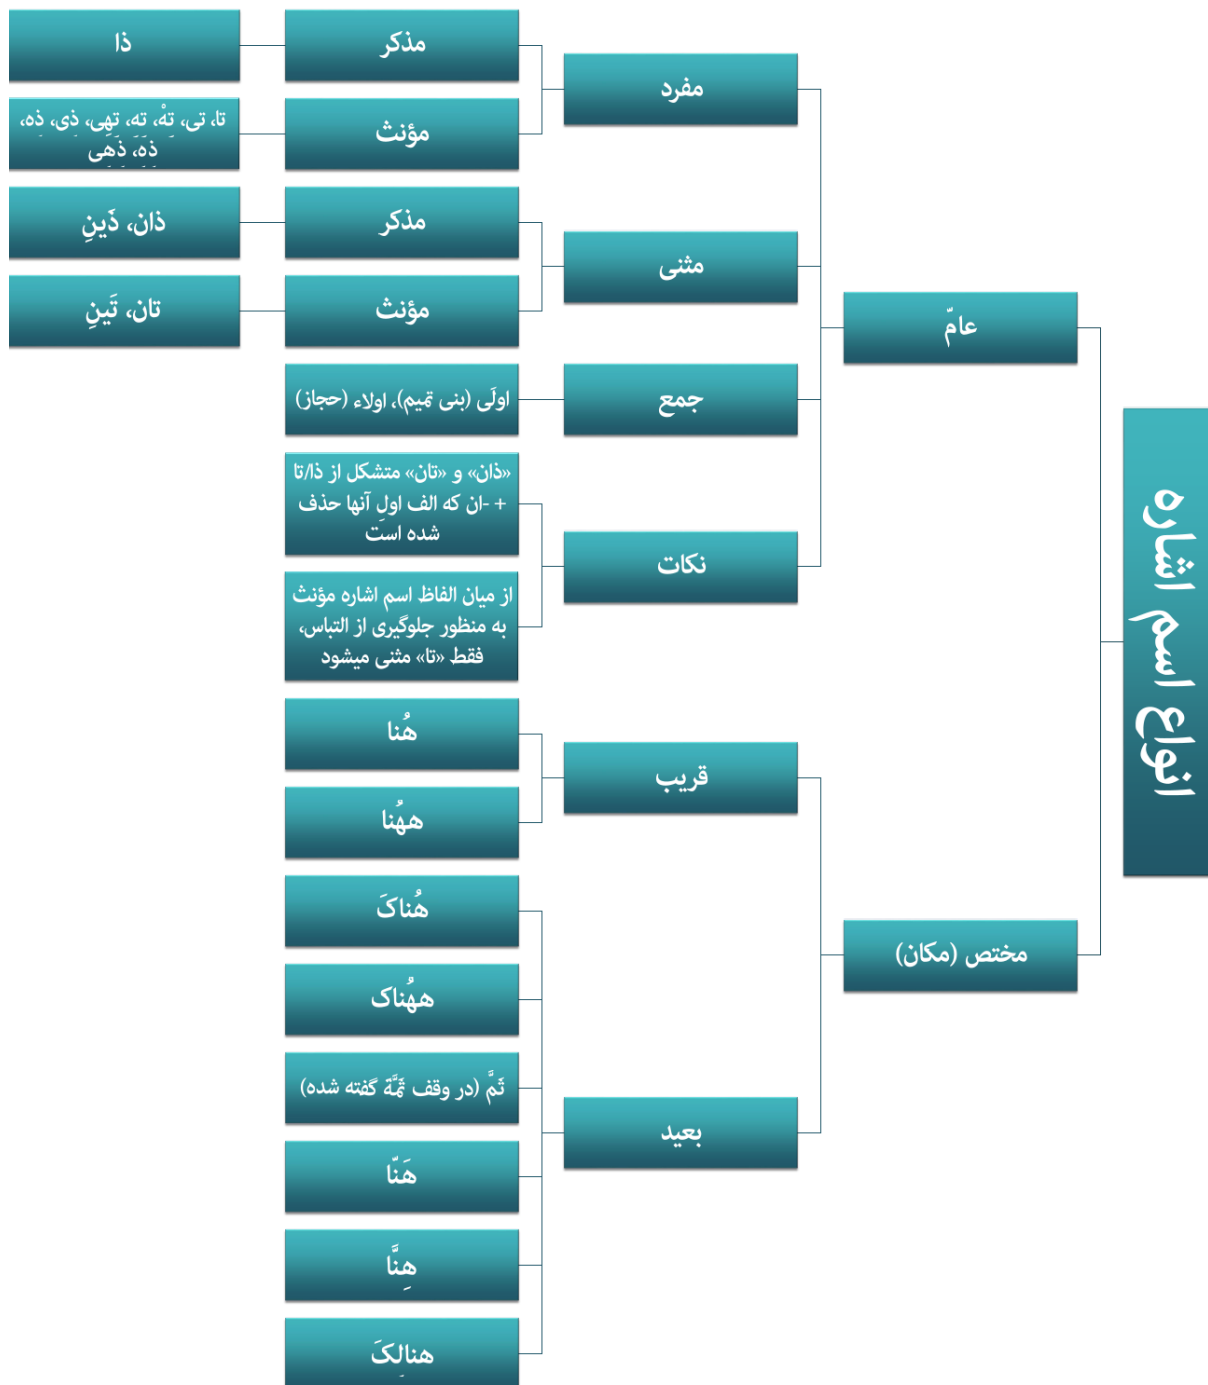 انواع اسم اشاره
عامّ
مفرد
مذکر
ذا
مؤنث
تا، تی، تِهْ، تِهِ، تِهِی، ذِی، ذِه،
ذِهِ، ذِهِی
مثنی
مذکر
ذان، ذَینِ
مؤنث
تان، تَینِ
جمع
اولَی (بنی تمیم)، اولاء (حجاز)
نکات
«ذان» و «تان» متشکل از ذا/تا
+ -ان که الف اولِ آنها حذف
شده است
از میان الفاظ اسم اشاره مؤنث
به منظور جلوگیری از التباس،
فقط «تا» مثنی میشود
مختص (مکان)
قریب
هُنا
ههُنا
بعید
هُناکَ
ههُناک
ثَمَّ (در وقف ثَمَّة گفته شده)
هَنّا
هِنَّا
هنالِکَ